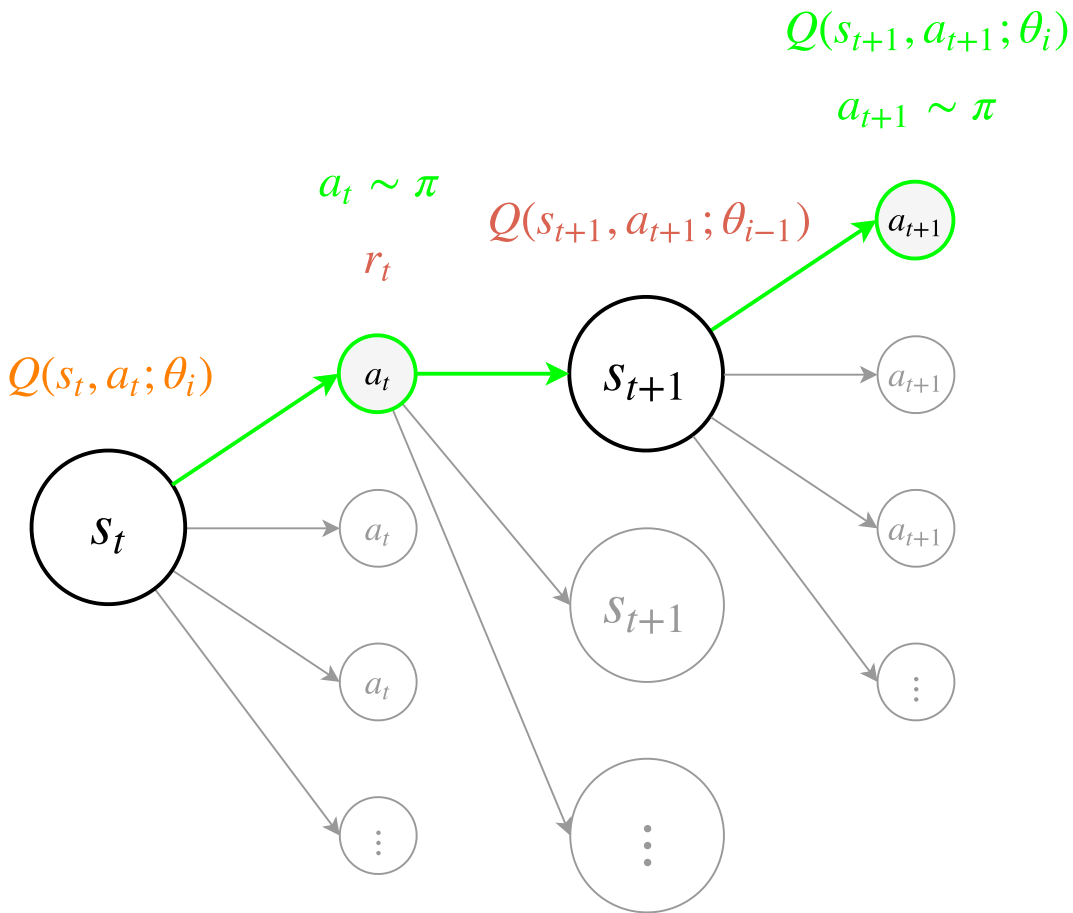 Q(s_{t+1}, a_{t+1}; θ_i)
a_{t+1} ∼ π
a_t ∼ π
Q(s_{t+1}, a_{t+1}; θ_{i−1})
r_t
Q(s_t, a_t; θ_i)
a_{t+1}
a_t
s_{t+1}
a_{t+1}
s_t
a_t
a_{t+1}
s_{t+1}
a_t
⋮
⋮
⋮